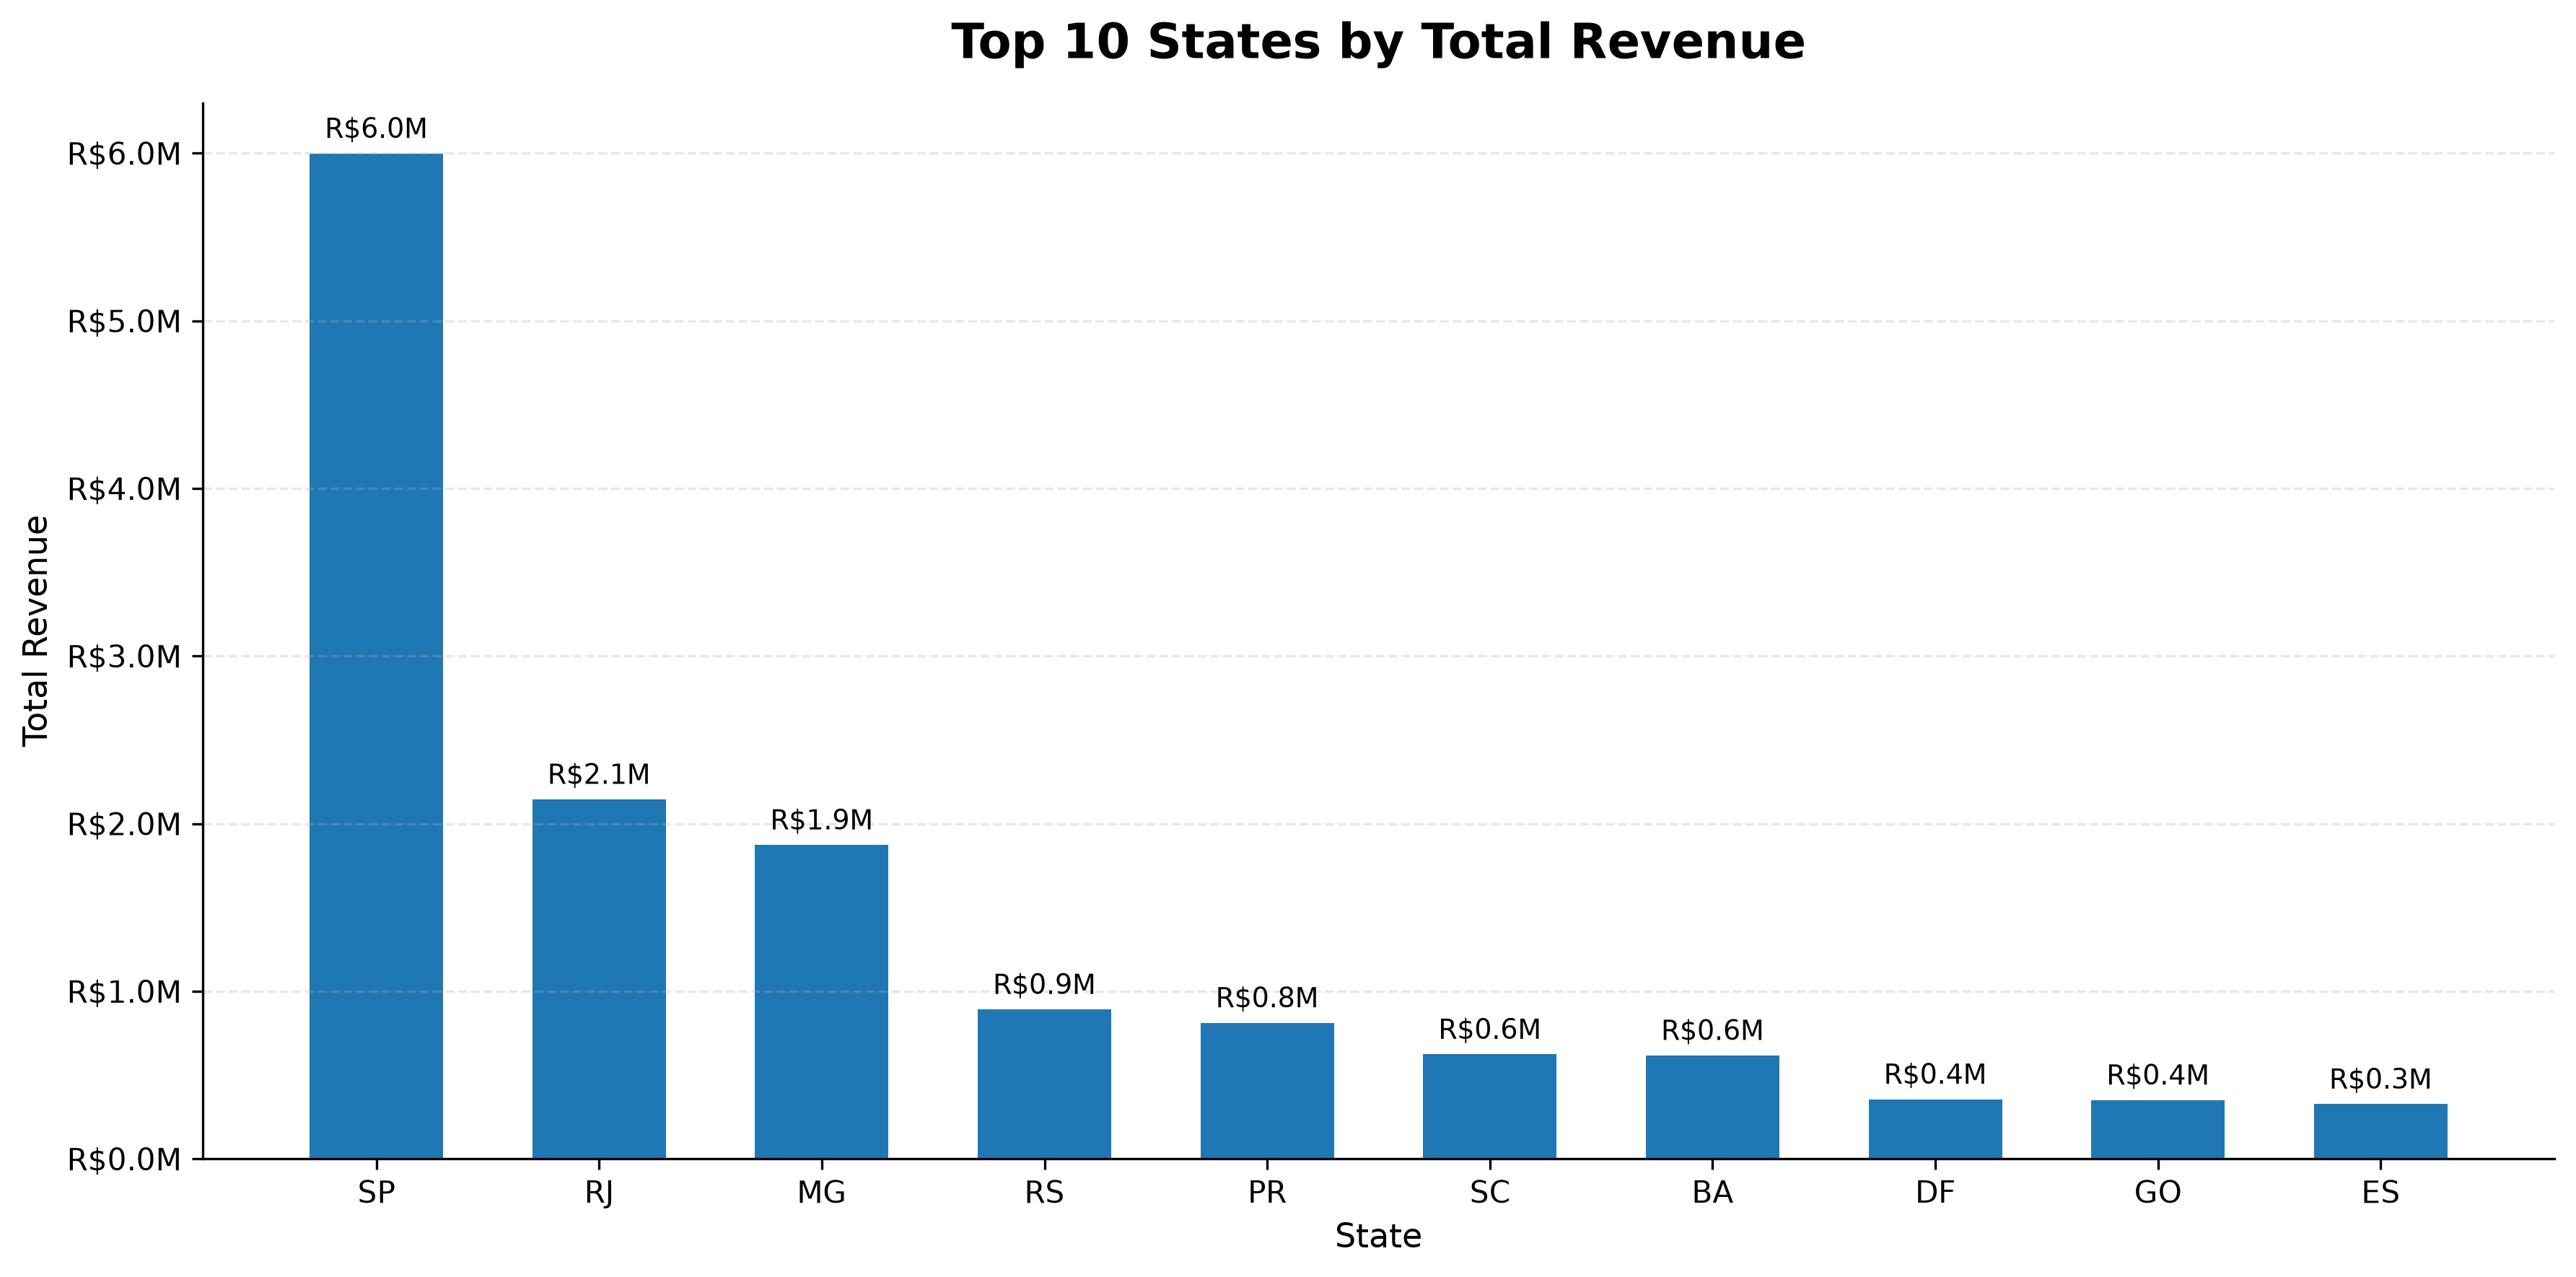 Top 10 States by Total Revenue
Total Revenue
R$6.0M
R$5.0M
R$4.0M
R$3.0M
R$2.0M
R$1.0M
R$0.0M
R$6.0M
R$2.1M
R$1.9M
R$0.9M
R$0.8M
R$0.6M
R$0.6M
R$0.4M
R$0.4M
R$0.3M
SP
RJ
MG
RS
PR
SC
BA
DF
GO
ES
State